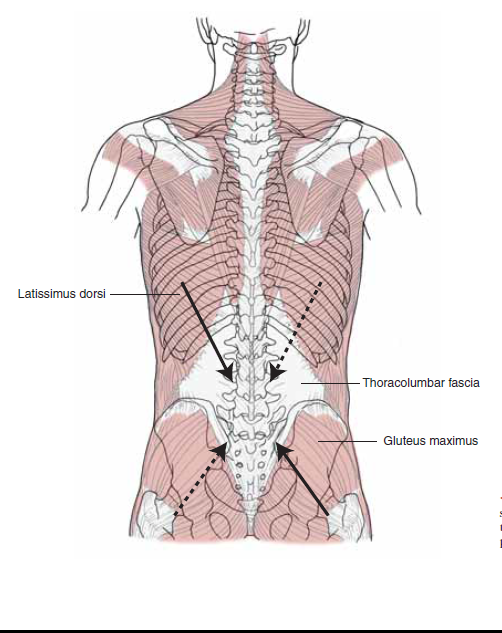 Latissimus dorsi
Thoracolumbar fascia
Gluteus maximus